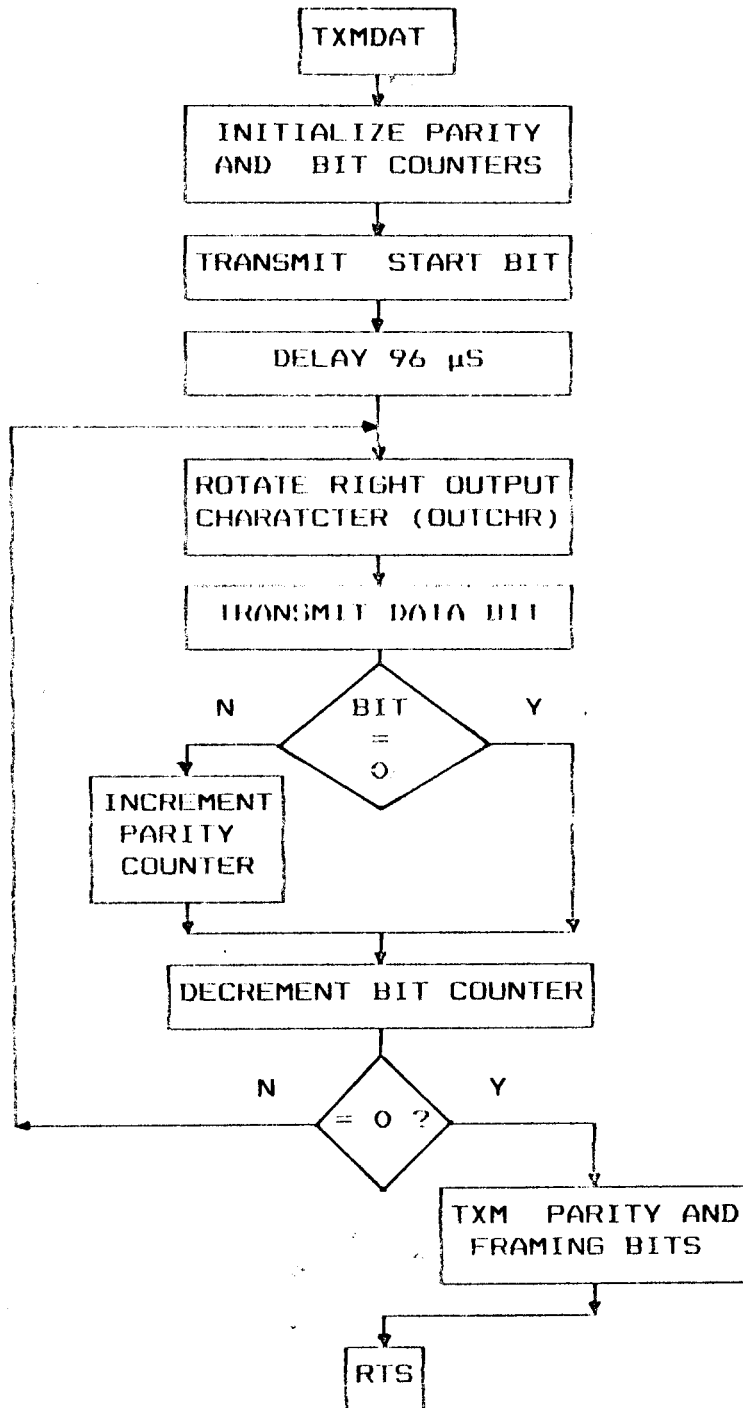 TXMDAT
INITIALIZE PARITY
AND BIT COUNTERS
TRANSMIT START BIT
DELAY 96 µS
ROTATE RIGHT OUTPUT
CHARATCTER (OUTCHR)
TRANSMIT DATA BIT
N
BIT
Y
=
0
INCREMENT
PARITY
COUNTER
DECREMENT BIT COUNTER
N
= 0 ?
Y
TXM PARITY AND
FRAMING BITS
RTS